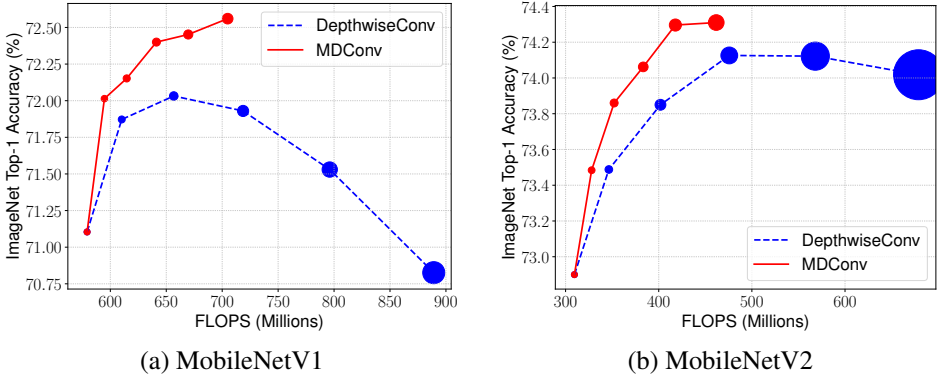 72.50
72.25
72.00
71.75
71.50
71.25
71.00
70.75
ImageNet Top-1 Accuracy (%)
DepthwiseConv
MDConv
600 650 700 750 800 850 900
FLOPS (Millions)
(a) MobileNetV1
74.4
74.2
74.0
73.8
73.6
73.4
73.2
73.0
ImageNet Top-1 Accuracy (%)
DepthwiseConv
MDConv
300 400 500 600
FLOPS (Millions)
(b) MobileNetV2